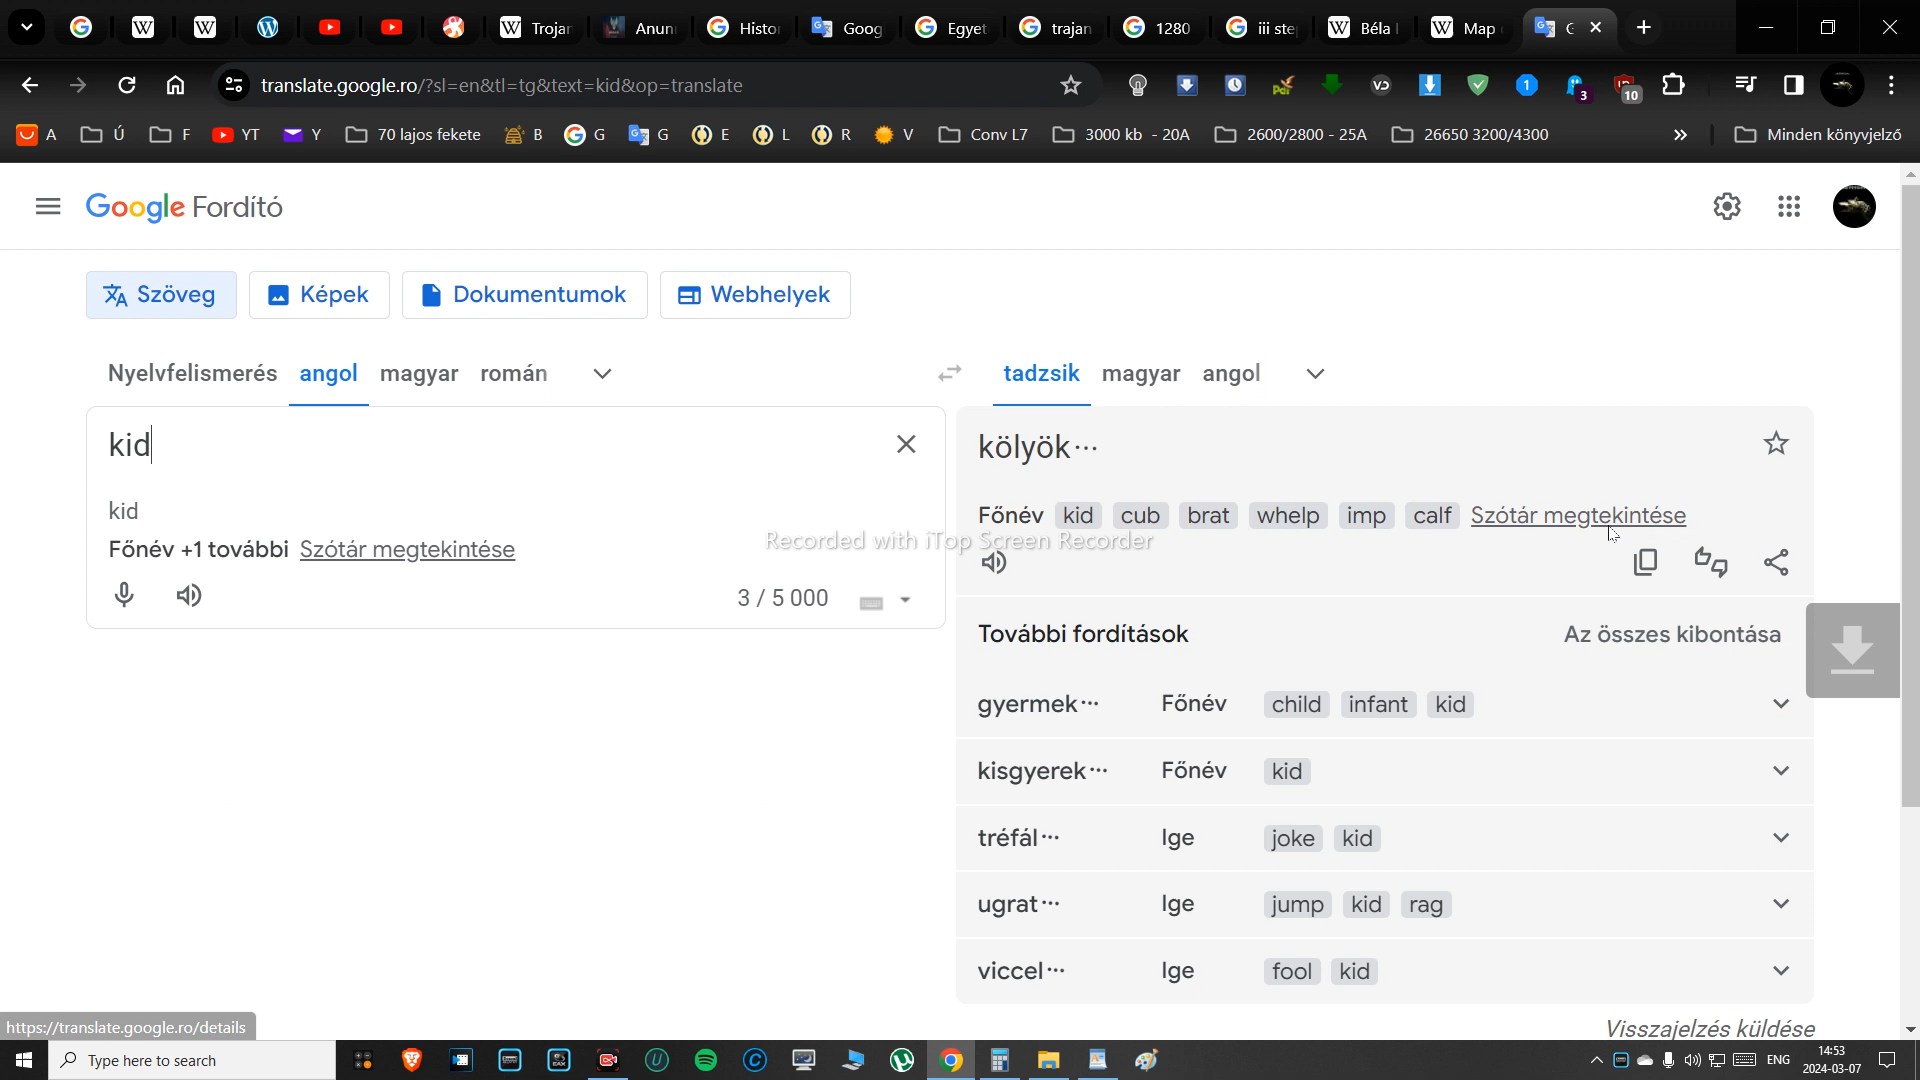 Trojan
Anun
Histo
Goog
Egyet
trajan
1280
iii ste
Béla
Map
G
translate.google.ro/?sl=en&tl=tg&text=kid&op=translate
3
10
A Ú F YT Y 70 lajos fekete B G G E L R V Conv L7 3000 kb - 20A 2600/2800 - 25A 26650 3200/4300 » Minden könyvjelző
Google Fordító
Szöveg Képek Dokumentumok Webhelyek
Nyelvfelismerés angol magyar román tadzsik magyar angol
kid
kid
Főnév +1 további Szótár megtekintése
3 / 5 000
kölyök···
Főnév kid cub brat whelp imp calf Szótár megtekintése
Recorded with iTop Screen Recorder
További fordítások Az összes kibontása
gyermek··· Főnév child infant kid
kisgyerek··· Főnév kid
tréfál··· Ige joke kid
ugrat··· Ige jump kid rag
viccel··· Ige fool kid
Visszajelzés küldése
https://translate.google.ro/details
Type here to search
ENG
14:53
2024-03-07